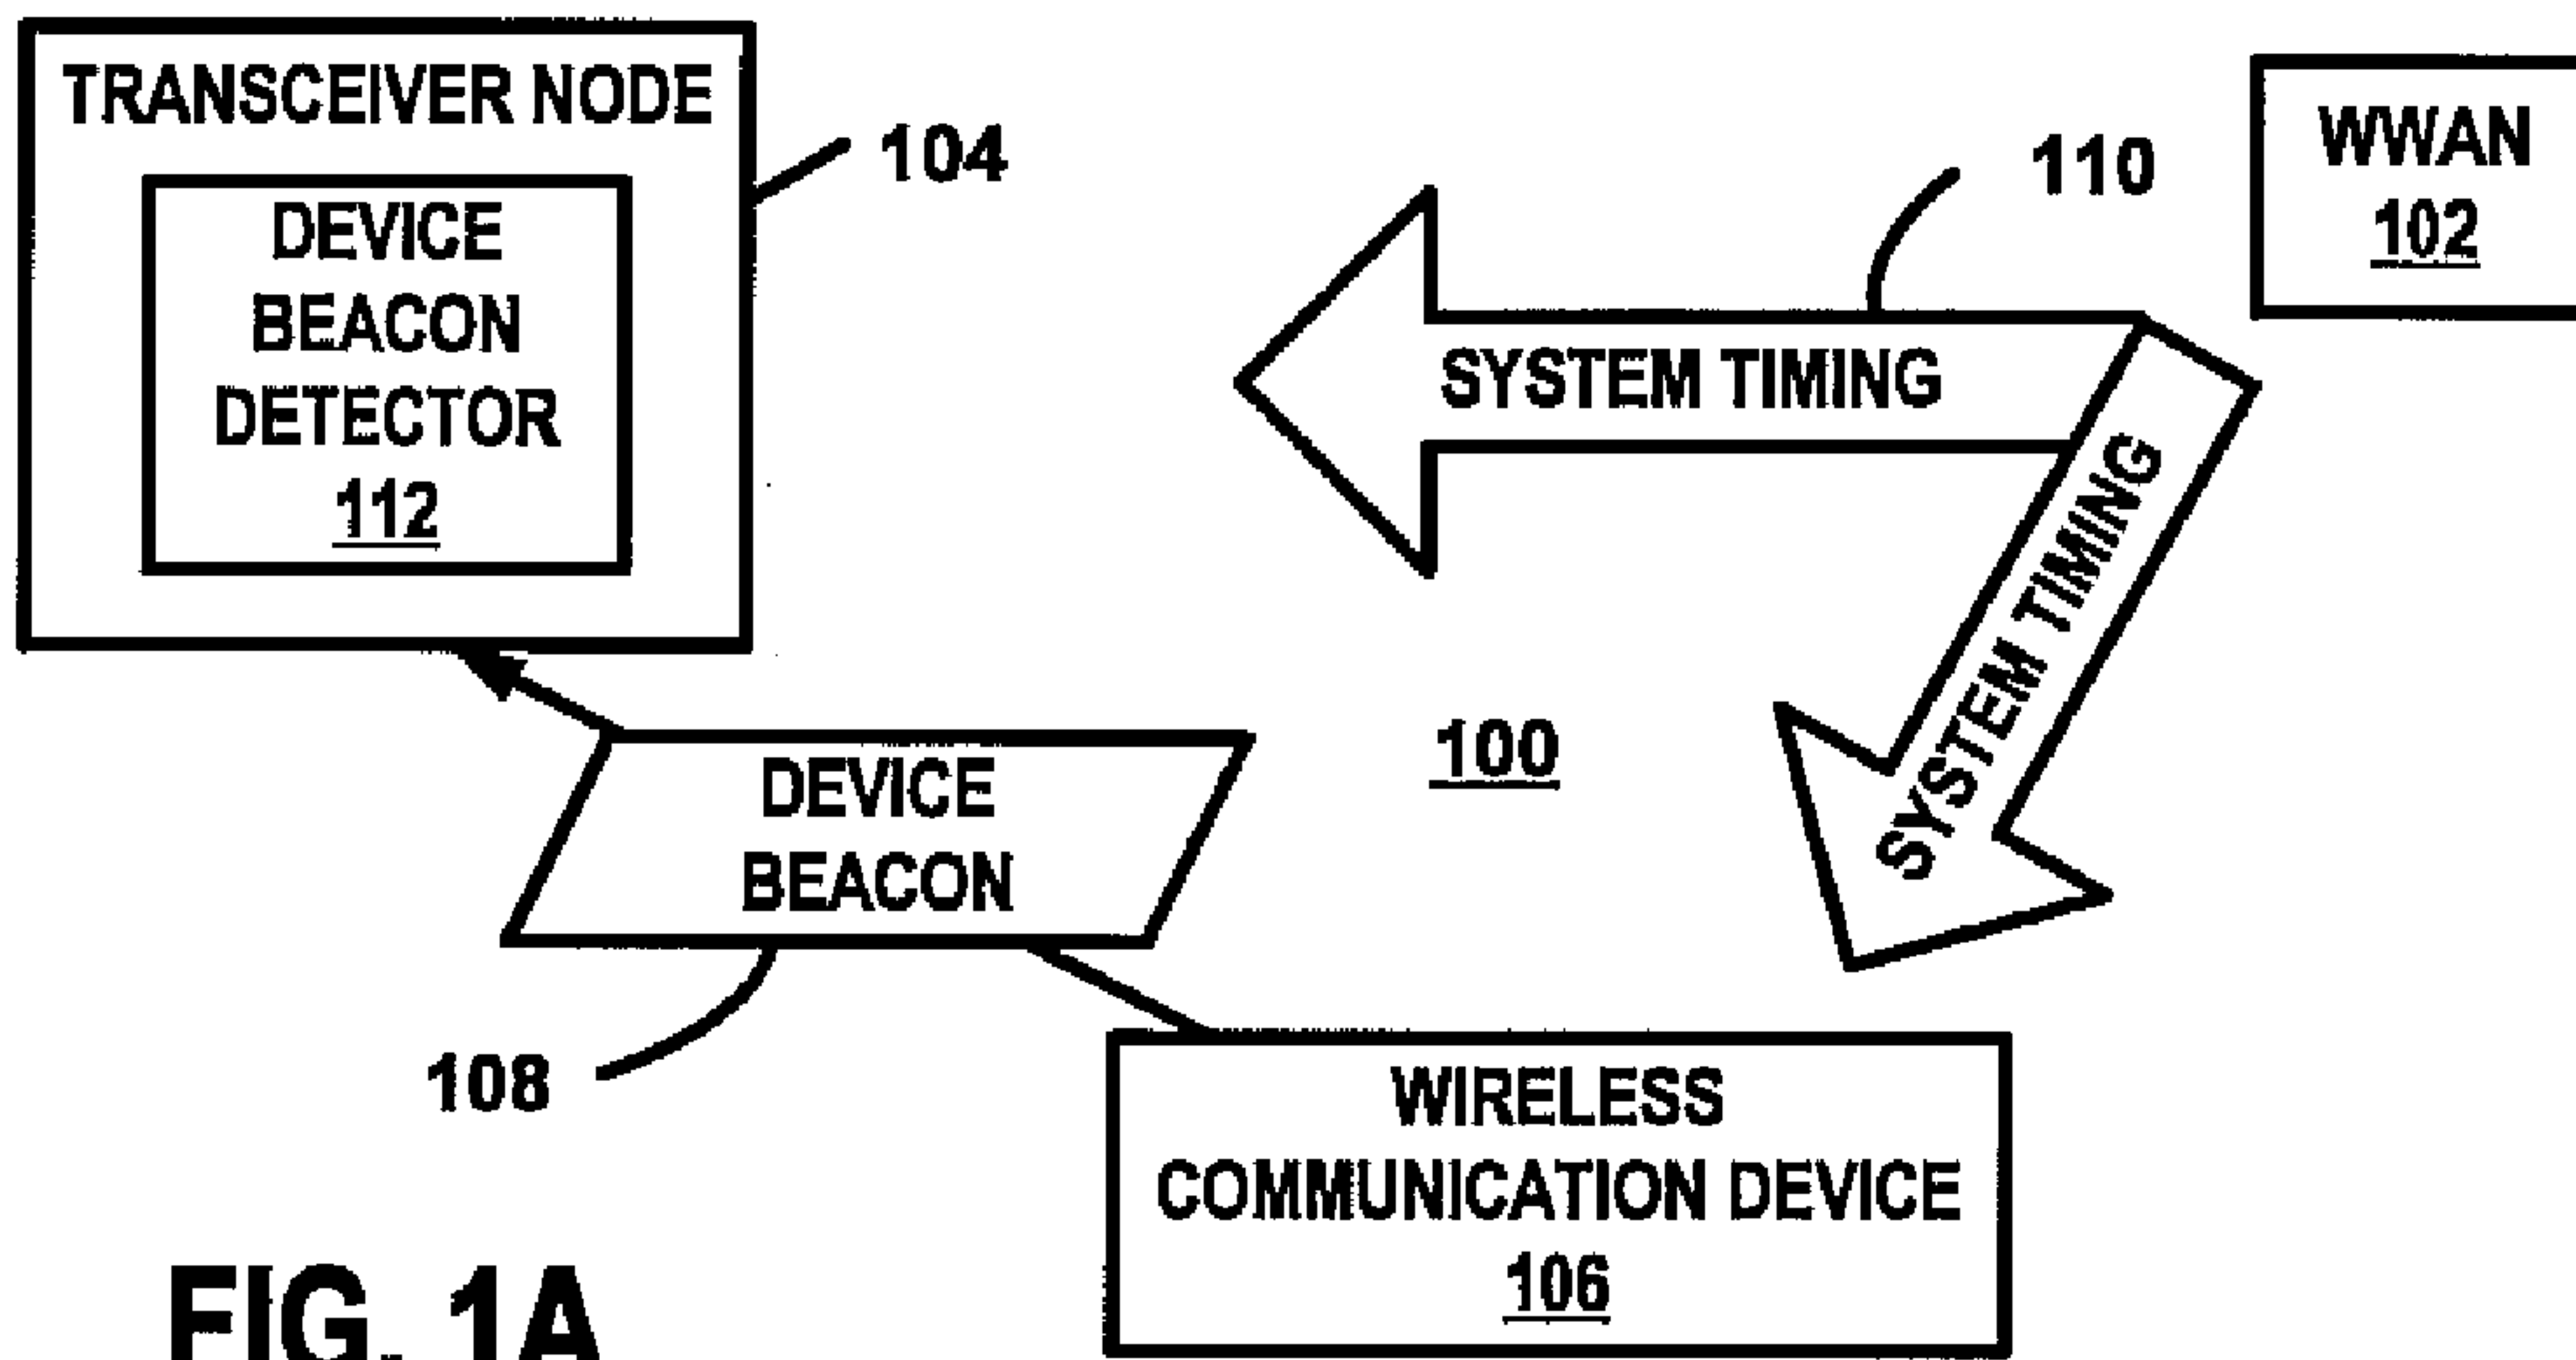 TRANSCEIVER NODE
DEVICE
BEACON
DETECTOR
112
104
110
WWAN
102
SYSTEM TIMING
SYSTEM TIMING
100
DEVICE
BEACON
108
WIRELESS
COMMUNICATION DEVICE
106
FIG. 1A